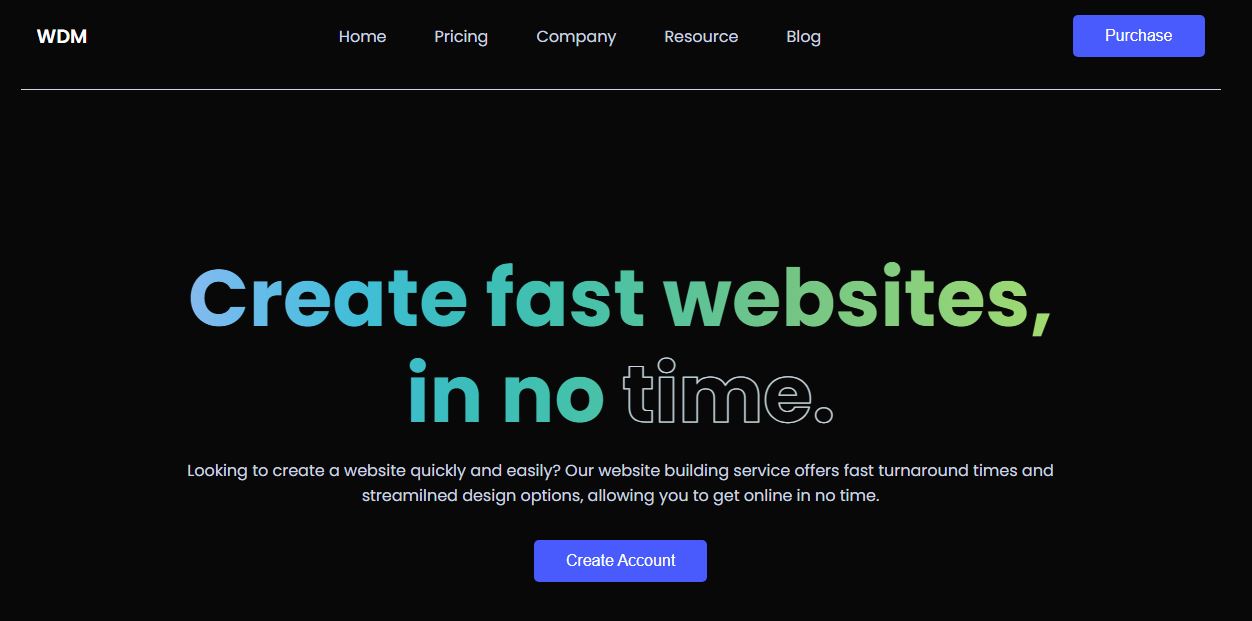 WDM
Home
Pricing
Company
Resource
Blog
Purchase
Create fast websites,
in no time.
Looking to create a website quickly and easily? Our website building service offers fast turnaround times and
streamilned design options, allowing you to get online in no time.
Create Account